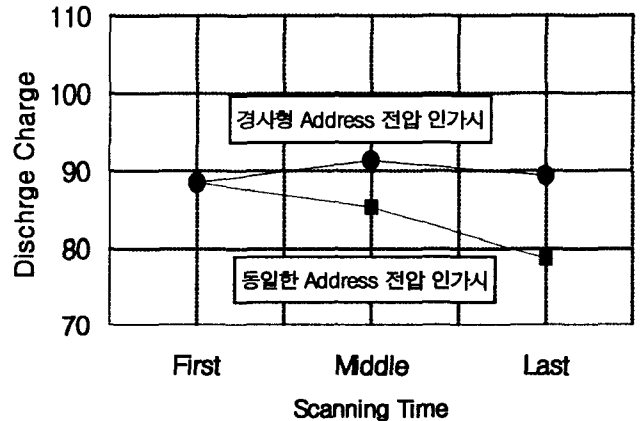 110
100
90
80
70
Dischrge Charge
경사형 Address 전압 인가시
동일한 Address 전압 인가시
First Middle Last
Scanning Time